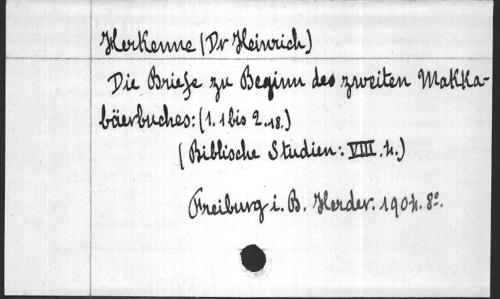 Herkenne (Dr Heinrich)
Die Briefe zu Beginn des zweiten Makka-
bäerbuches: (1. 1 bis 2.18.)
(Biblische Studien: VIII. 4.)
Freiburg i. B. Herder. 1904. 8°.